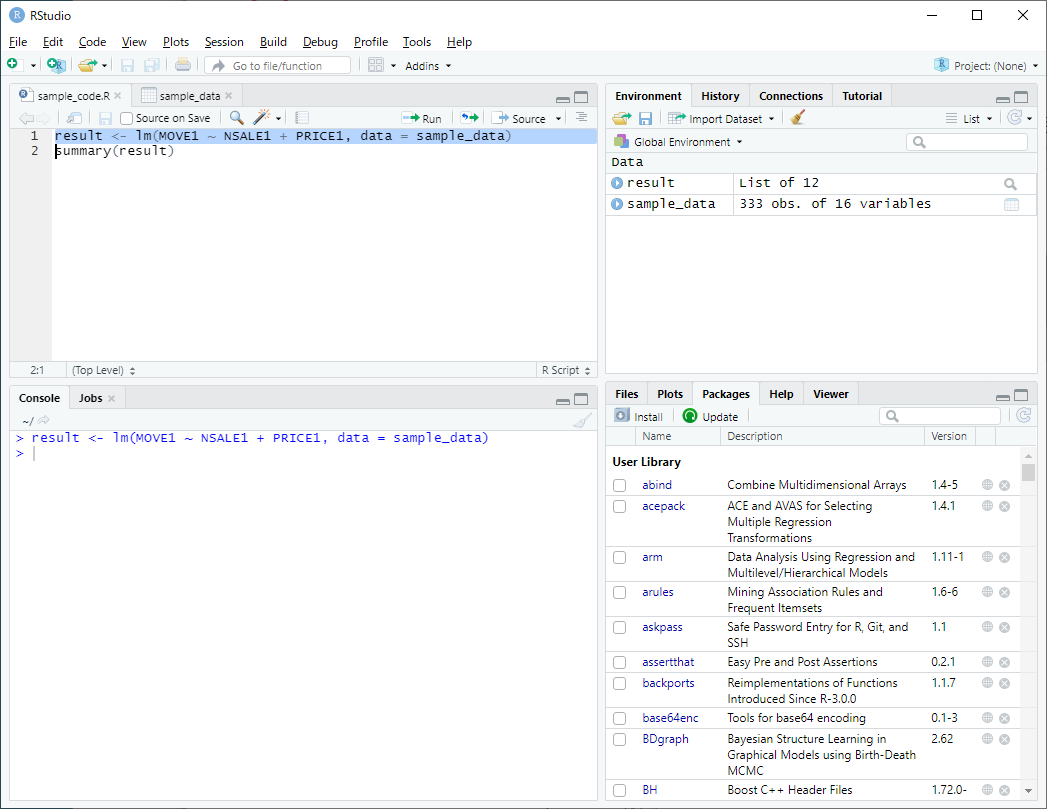 RStudio
File Edit Code View Plots Session Build Debug Profile Tools Help
Go to file/function Addins Project: (None)
sample_code.R sample_data
Source on Save Run Source
1 result <- lm(MOVE1 ~ NSALE1 + PRICE1, data = sample_data)
2 summary(result)
2:1 (Top Level) R Script
Console Jobs
~/
> result <- lm(MOVE1 ~ NSALE1 + PRICE1, data = sample_data)
>
Environment History Connections Tutorial
Import Dataset List
Global Environment
Data
result List of 12
sample_data 333 obs. of 16 variables
Files Plots Packages Help Viewer
Install Update
Name Description Version
User Library
abind Combine Multidimensional Arrays 1.4-5
acepack ACE and AVAS for Selecting 1.4.1
Multiple Regression
Transformations
arm Data Analysis Using Regression and 1.11-1
Multilevel/Hierarchical Models
arules Mining Association Rules and 1.6-6
Frequent Itemsets
askpass Safe Password Entry for R, Git, and 1.1
SSH
assertthat Easy Pre and Post Assertions 0.2.1
backports Reimplementations of Functions 1.1.7
Introduced Since R-3.0.0
base64enc Tools for base64 encoding 0.1-3
BDgraph Bayesian Structure Learning in 2.62
Graphical Models using Birth-Death
MCMC
BH Boost C++ Header Files 1.72.0-